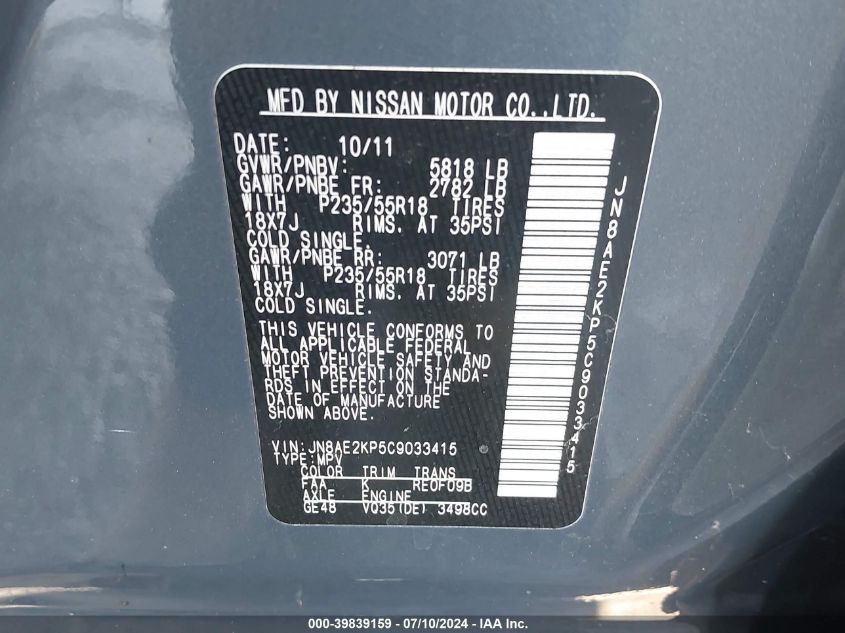 MFD BY NISSAN MOTOR CO.,LTD.
DATE: 10/11
GVWR/PNBV: 5818 LB
GAWR/PNBE FR: 2782 LB
WITH P235/55R18 TIRES
18X7J RIMS. AT 35PSI
COLD SINGLE.
GAWR/PNBE RR: 3071 LB
WITH P235/55R18 TIRES
18X7J RIMS. AT 35PSI
COLD SINGLE.
THIS VEHICLE CONFORMS TO
ALL APPLICABLE FEDERAL
MOTOR VEHICLE SAFETY AND
THEFT PREVENTION STANDA-
RDS IN EFFECT ON THE
DATE OF MANUFACTURE
SHOWN ABOVE.
VIN: JN8AE2KP5C9033415
TYPE: MPV
COLOR TRIM TRANS
FAA K RE0F09B
AXLE ENGINE
GE48 VQ35(DE) 3498CC
JN8AE2KP5C9033415
000-39839159 - 07/10/2024 - IAA Inc.